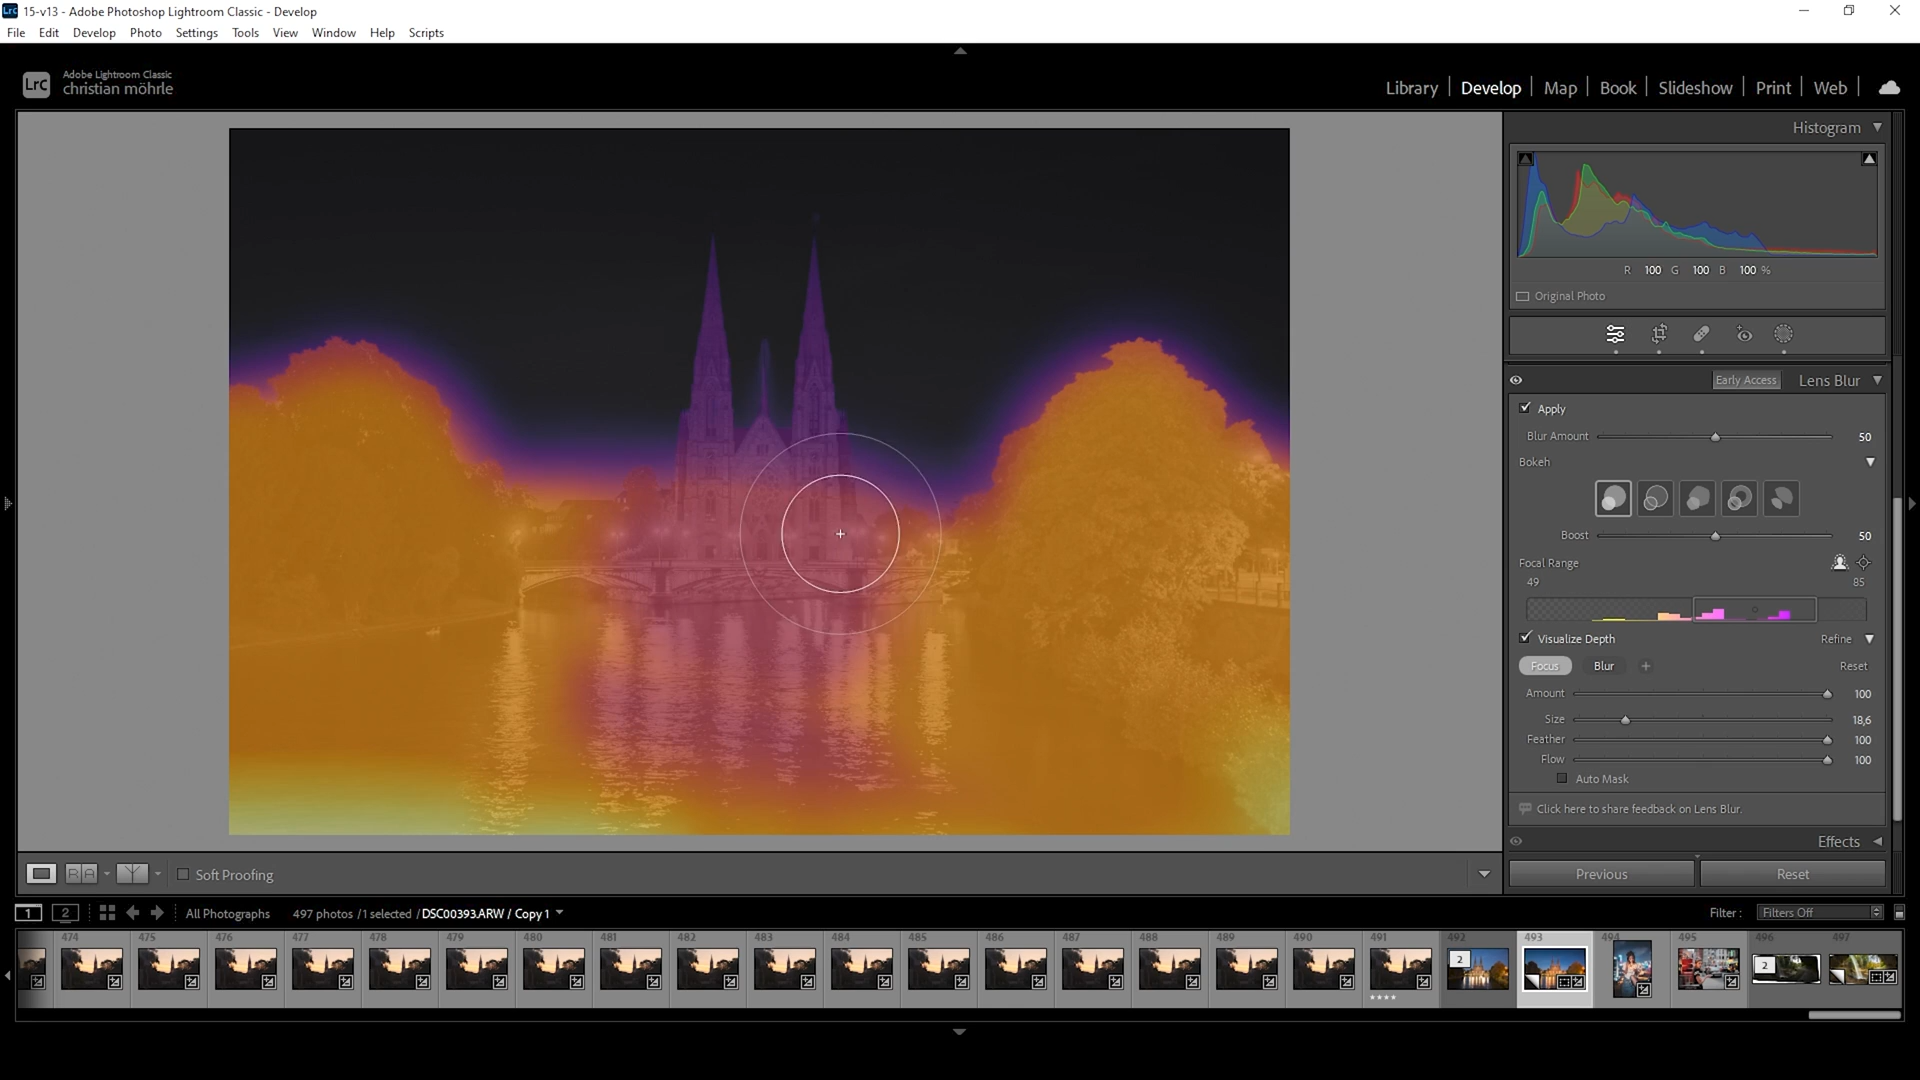 Lrc 15-v13 - Adobe Photoshop Lightroom Classic - Develop
File Edit Develop Photo Settings Tools View Window Help Scripts
LrC
Adobe Lightroom Classic
christian möhrle
Library Develop Map Book Slideshow Print Web
Histogram
R 100 G 100 B 100 %
Original Photo
Early Access Lens Blur
Apply
Blur Amount 50
Bokeh
Boost 50
Focal Range
49 85
Visualize Depth Refine
Focus Blur + Reset
Amount 100
Size 18,6
Feather 100
Flow 100
Auto Mask
Click here to share feedback on Lens Blur.
Effects
Previous Reset
R A Y Soft Proofing
1 2 All Photographs 497 photos / 1 selected / DSC00393.ARW / Copy 1 Filter : Filters Off
474 475 476 477 478 479 480 481 482 483 484 485 486 487 488 489 490 491 492 493 494 495 496 497
2 2
★★★★